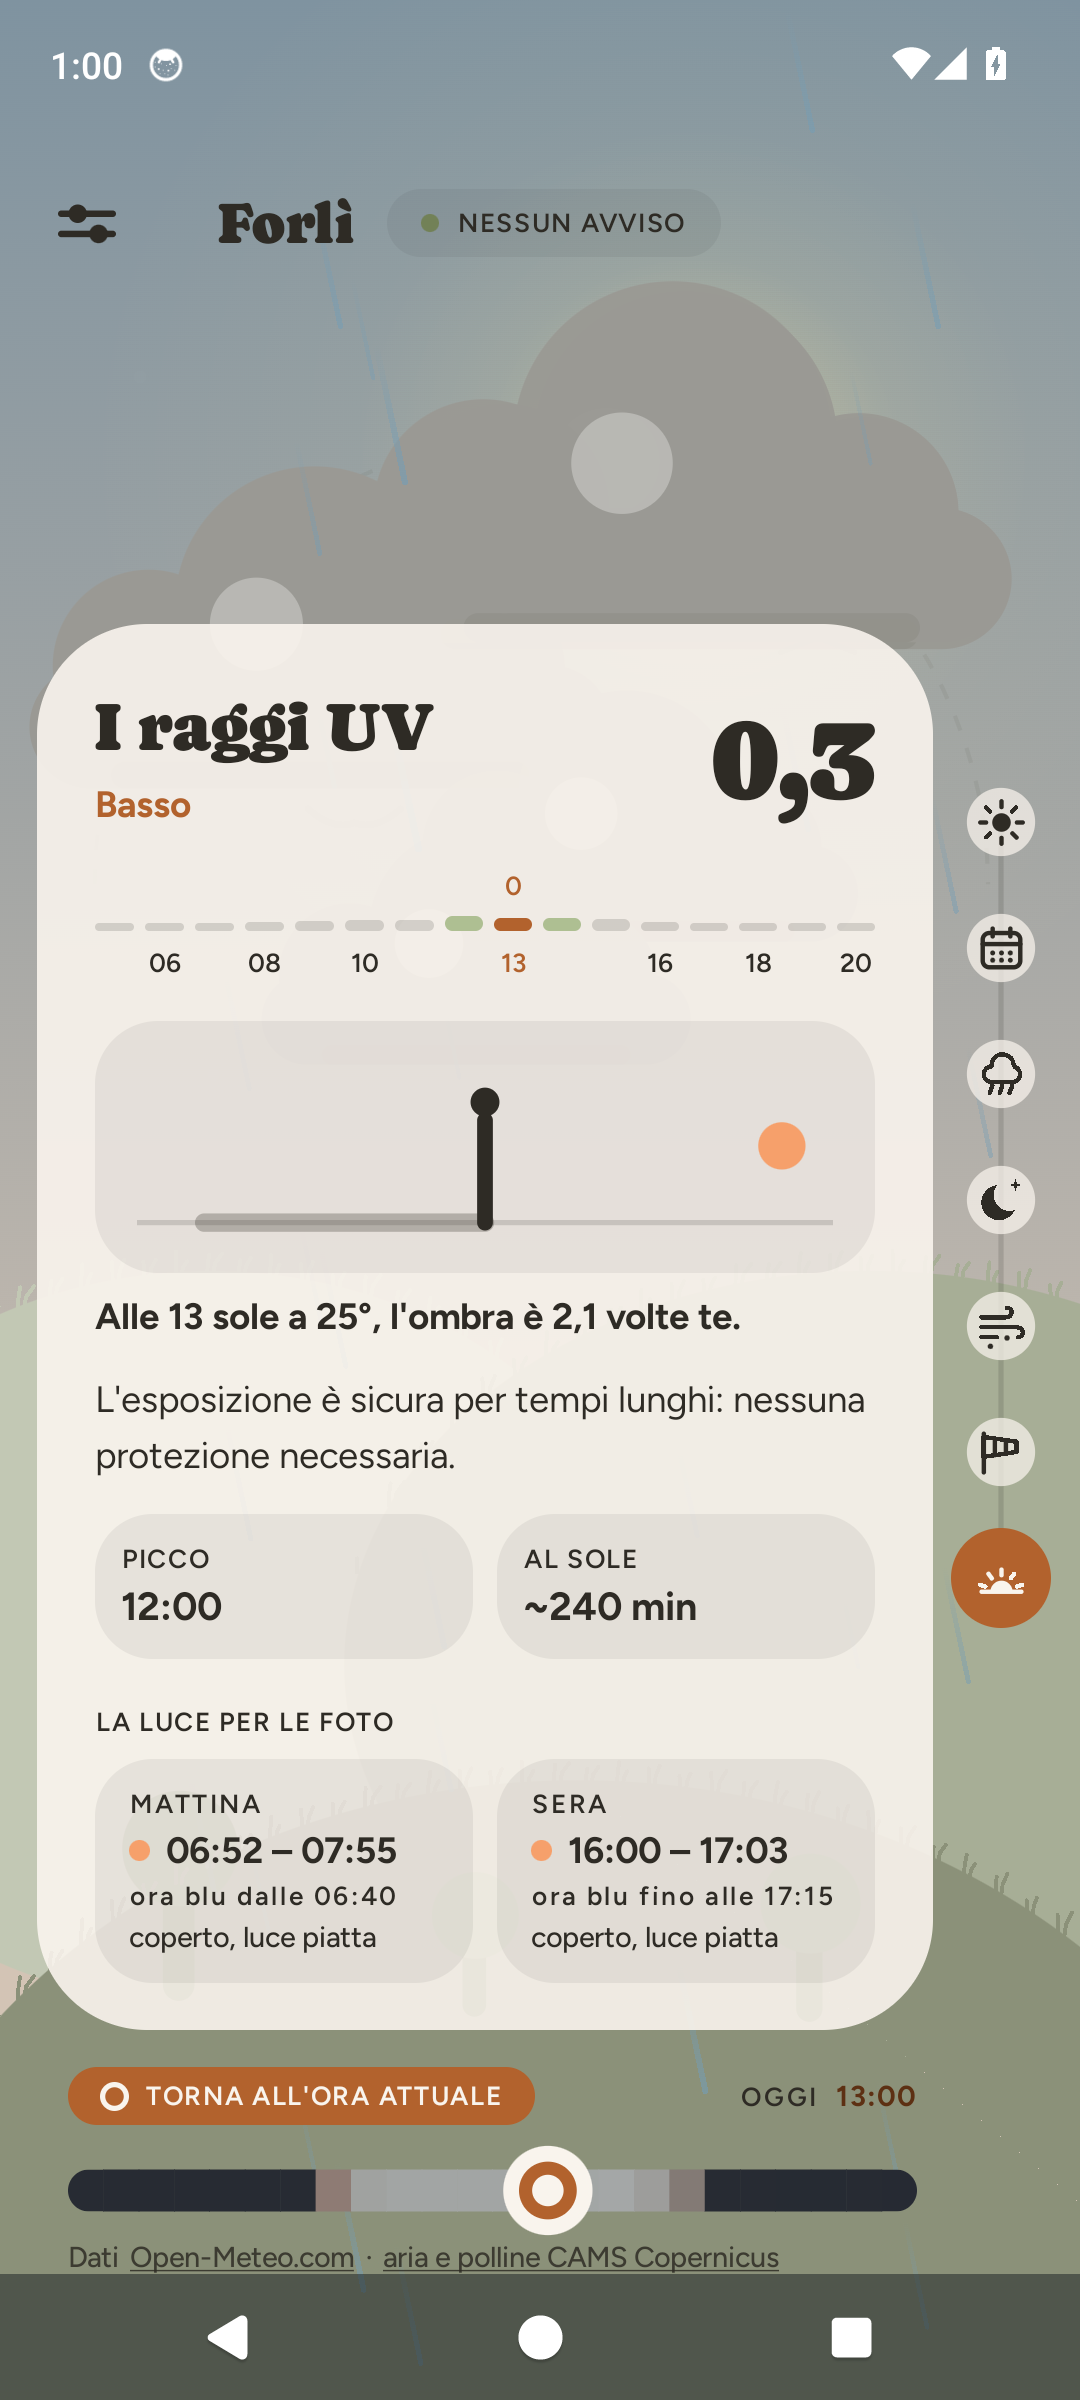 1:00
Forlì
NESSUN AVVISO
I raggi UV
0,3
Basso
0
06 08 10 13 16 18 20
Alle 13 sole a 25°, l'ombra è 2,1 volte te.
L'esposizione è sicura per tempi lunghi: nessuna
protezione necessaria.
PICCO
12:00
AL SOLE
~240 min
LA LUCE PER LE FOTO
MATTINA
06:52 – 07:55
ora blu dalle 06:40
coperto, luce piatta
SERA
16:00 – 17:03
ora blu fino alle 17:15
coperto, luce piatta
TORNA ALL'ORA ATTUALE
OGGI 13:00
Dati Open-Meteo.com · aria e polline CAMS Copernicus